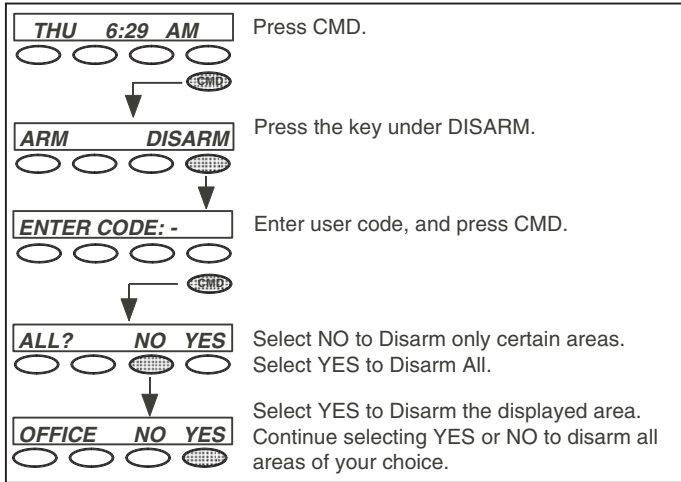 THU 6:29 AM
Press CMD.
CMD
ARM DISARM
Press the key under DISARM.
ENTER CODE: -
Enter user code, and press CMD.
CMD
ALL? NO YES
Select NO to Disarm only certain areas.
Select YES to Disarm All.
OFFICE NO YES
Select YES to Disarm the displayed area.
Continue selecting YES or NO to disarm all
areas of your choice.